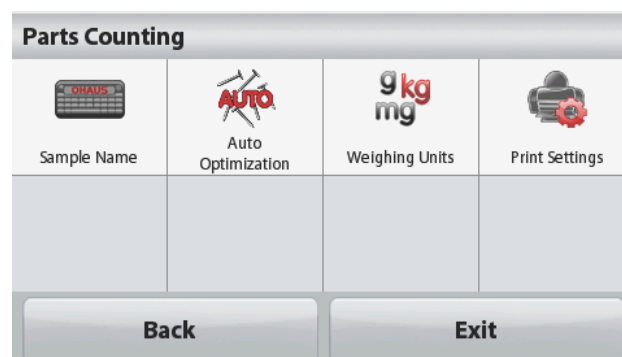 Parts Counting
OHAUS
Sample Name
AUTO
Auto
Optimization
g kg
mg
Weighing Units
Print Settings
Back
Exit